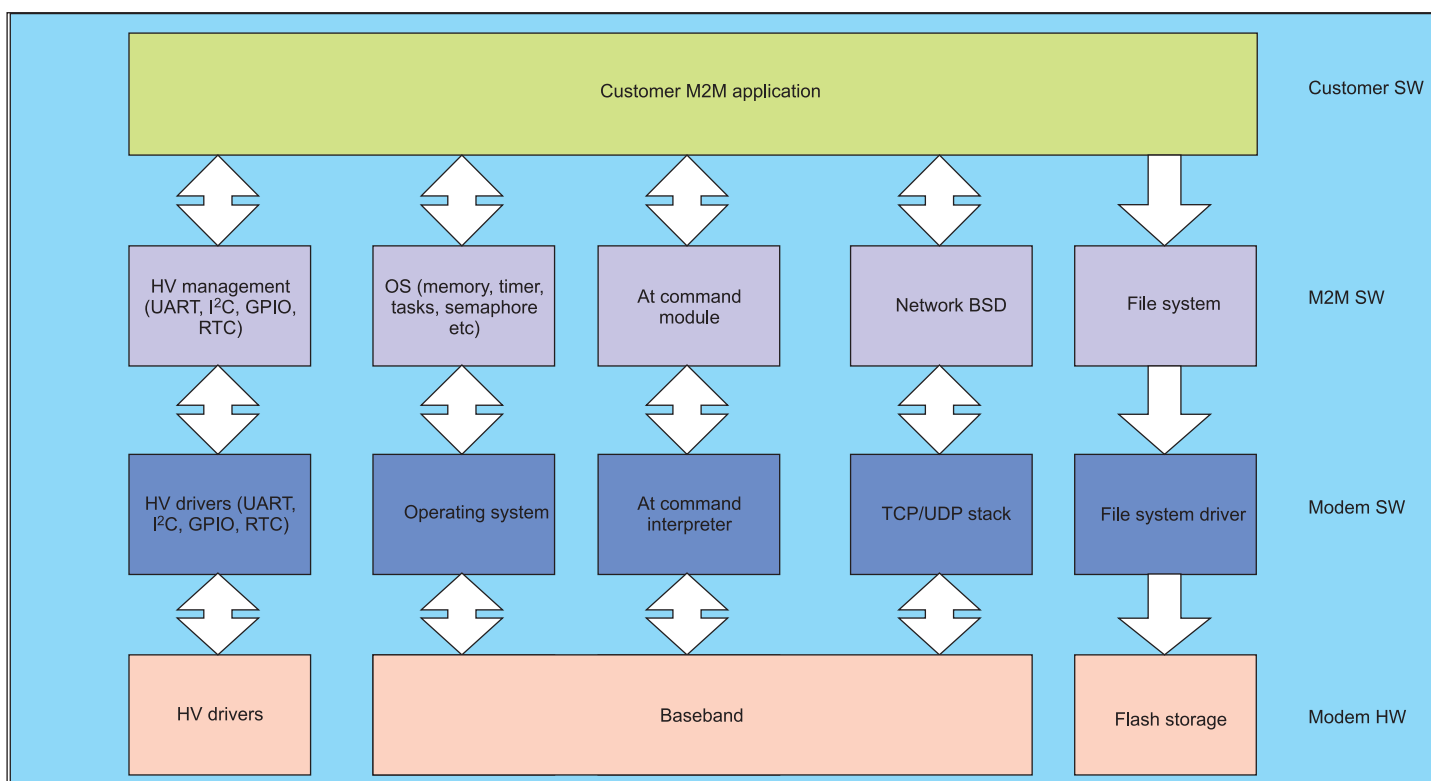 Customer M2M application
Customer SW
HV management
(UART, I²C, GPIO,
RTC)
OS (memory, timer,
tasks, semaphore
etc)
At command
module
Network BSD
File system
M2M SW
HV drivers (UART,
I²C, GPIO, RTC)
Operating system
At command
interpreter
TCP/UDP stack
File system driver
Modem SW
HV drivers
Baseband
Flash storage
Modem HW